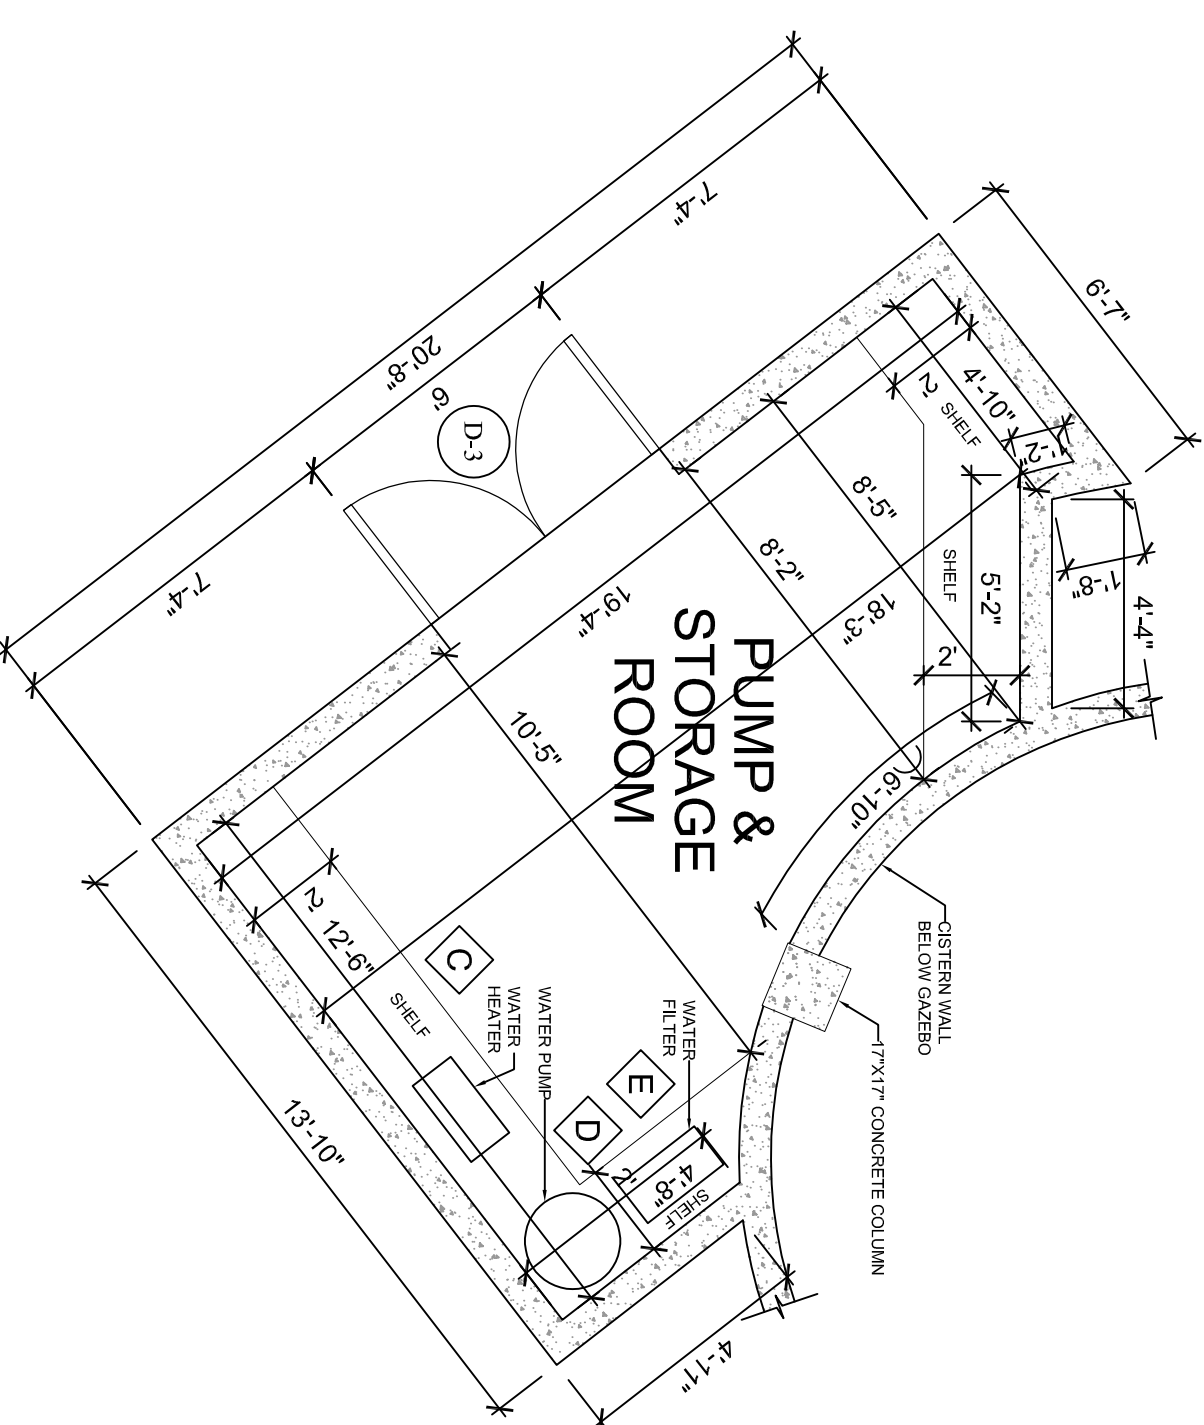 PUMP &
STORAGE
ROOM
7'-4"
20'-8"
6'
7'-4"
D-3
6'-7"
4'-10"
2'
SHELF
1'-8"
4'-4"
5'-2"
SHELF
2'
8'-5"
8'-2"
18'-3"
19'-4"
10'-5"
6'-10"
CISTERN WALL
BELOW GAZEBO
17"X17" CONCRETE COLUMN
2'
12'-6"
SHELF
C
WATER
HEATER
WATER PUMP
WATER
FILTER
E
D
2'
4'-8"
SHELF
13'-10"
4'-11"